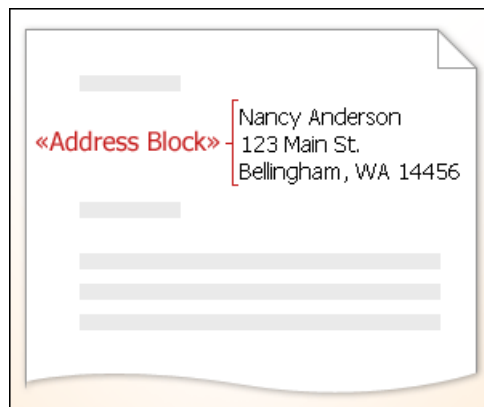 «Address Block»
Nancy Anderson
123 Main St.
Bellingham, WA 14456